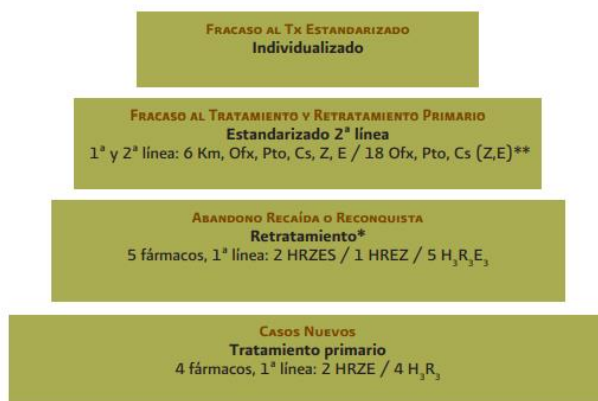 Fracaso al Tx Estandarizado
Individualizado
Fracaso al Tratamiento y Retratamiento Primario
Estandarizado 2ª línea
1ª y 2ª línea: 6 Km, Ofx, Pto, Cs, Z, E / 18 Ofx, Pto, Cs (Z,E)**
Abandono Recaída o Reconquista
Retratamiento*
5 fármacos, 1ª línea: 2 HRZES / 1 HREZ / 5 H₃R₃E₃
Casos Nuevos
Tratamiento primario
4 fármacos, 1ª línea: 2 HRZE / 4 H₃R₃